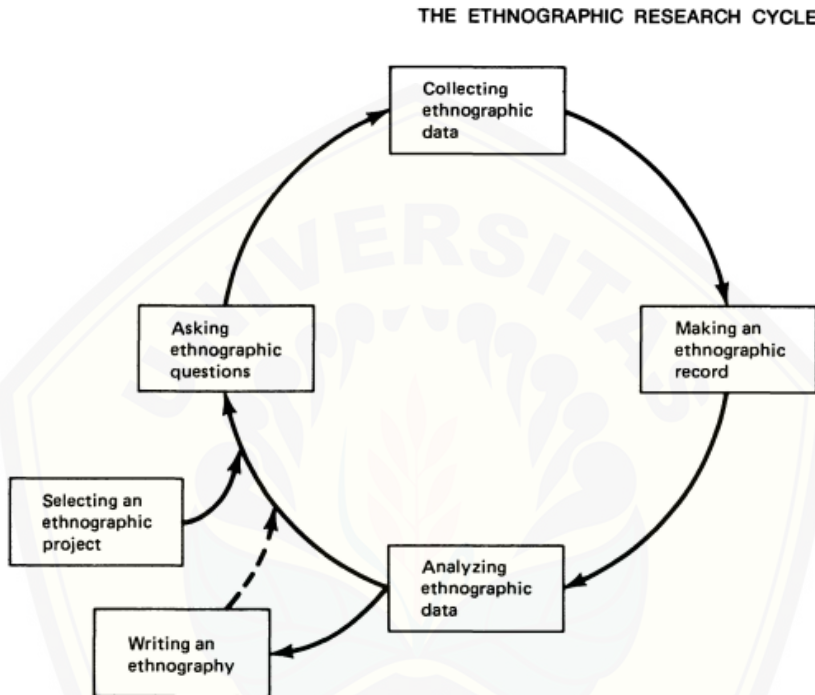 THE ETHNOGRAPHIC RESEARCH CYCLE
Collecting
ethnographic
data
Asking
ethnographic
questions
Making an
ethnographic
record
Selecting an
ethnographic
project
Analyzing
ethnographic
data
Writing an
ethnography
UNIVERSITAS